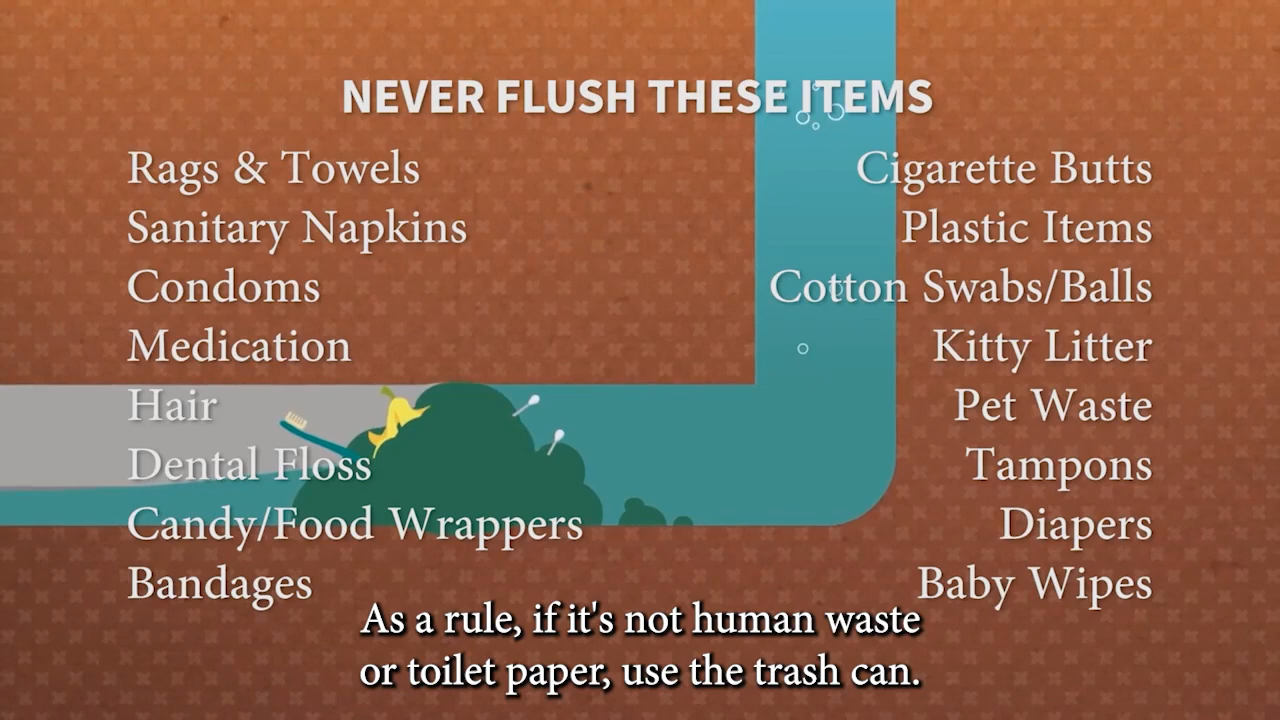 NEVER FLUSH THESE ITEMS
Rags & Towels
Sanitary Napkins
Condoms
Medication
Hair
Dental Floss
Candy/Food Wrappers
Bandages
Cigarette Butts
Plastic Items
Cotton Swabs/Balls
Kitty Litter
Pet Waste
Tampons
Diapers
Baby Wipes
As a rule, if it's not human waste
or toilet paper, use the trash can.